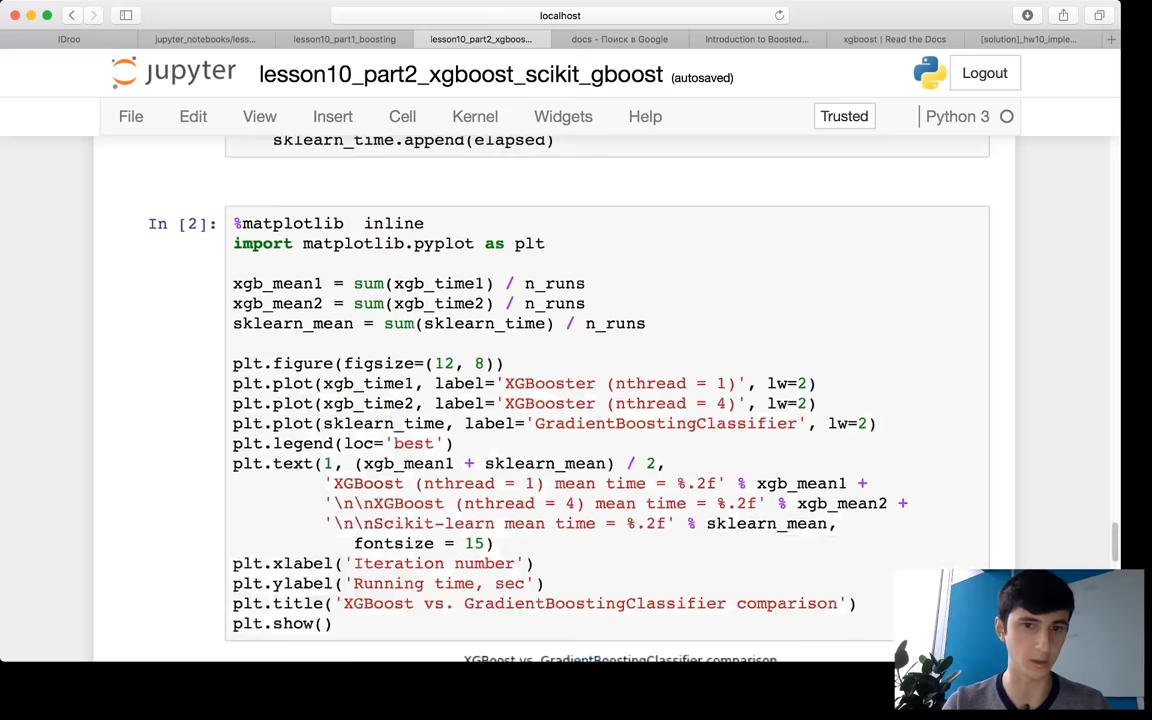 localhost
IDroo
jupyter_notebooks/less...
lesson10_part1_boosting
lesson10_part2_xgboos...
docs - Поиск в Google
Introduction to Boosted...
xgboost | Read the Docs
[solution]_hw10_imple...
jupyter lesson10_part2_xgboost_scikit_gboost (autosaved)
Logout
File Edit View Insert Cell Kernel Widgets Help
Trusted
Python 3
sklearn_time.append(elapsed)
In [2]:
%matplotlib  inline
import matplotlib.pyplot as plt
xgb_mean1 = sum(xgb_time1) / n_runs
xgb_mean2 = sum(xgb_time2) / n_runs
sklearn_mean = sum(sklearn_time) / n_runs
plt.figure(figsize=(12, 8))
plt.plot(xgb_time1, label='XGBooster (nthread = 1)', lw=2)
plt.plot(xgb_time2, label='XGBooster (nthread = 4)', lw=2)
plt.plot(sklearn_time, label='GradientBoostingClassifier', lw=2)
plt.legend(loc='best')
plt.text(1, (xgb_mean1 + sklearn_mean) / 2,
'XGBoost (nthread = 1) mean time = %.2f' % xgb_mean1 +
'\n\nXGBoost (nthread = 4) mean time = %.2f' % xgb_mean2 +
'\n\nScikit-learn mean time = %.2f' % sklearn_mean,
fontsize = 15)
plt.xlabel('Iteration number')
plt.ylabel('Running time, sec')
plt.title('XGBoost vs. GradientBoostingClassifier comparison')
plt.show()
XGBoost vs. GradientBoostingClassifier comparison